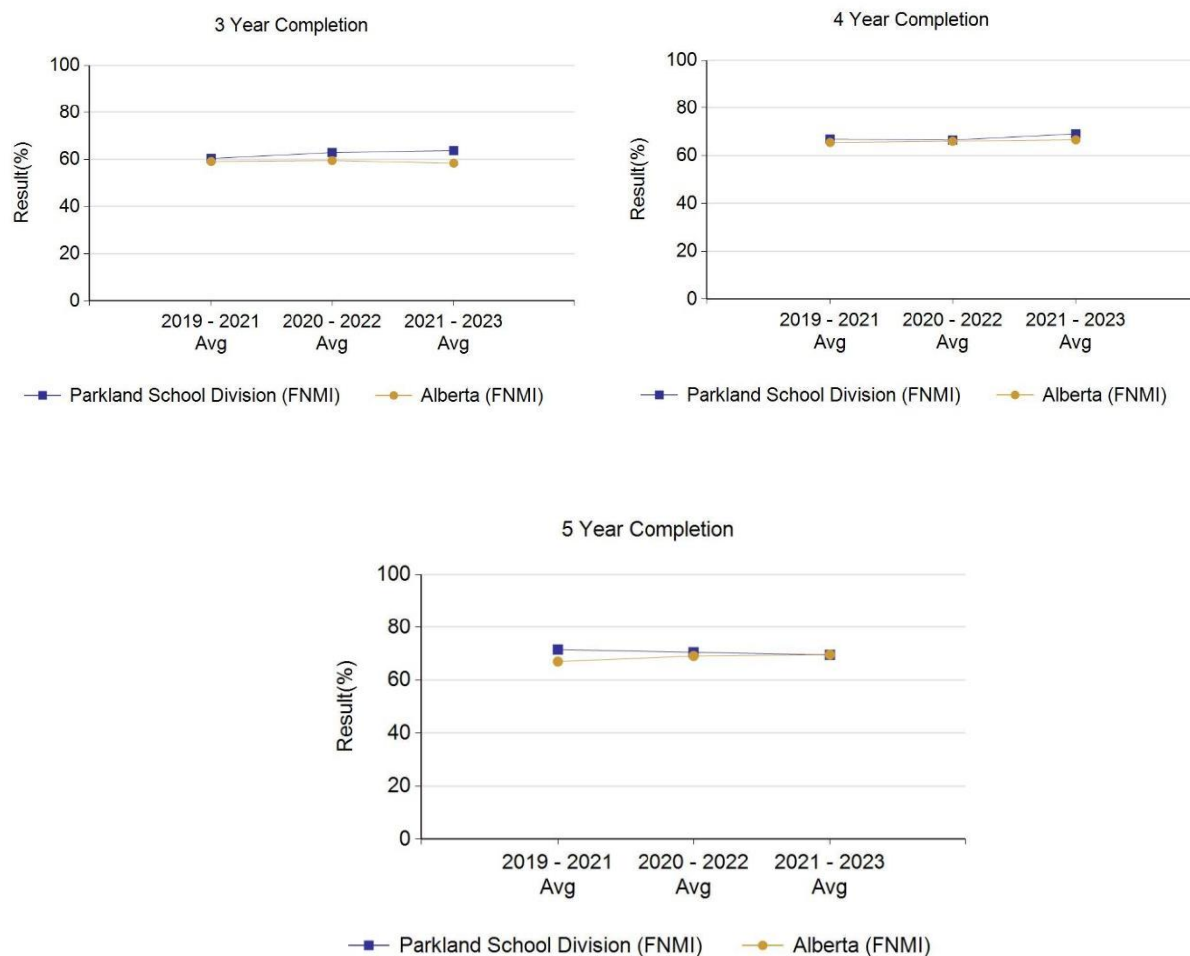 3 Year Completion
100
80
60
40
20
0
Result(%)
2019 - 2021
Avg
2020 - 2022
Avg
2021 - 2023
Avg
Parkland School Division (FNMI)
Alberta (FNMI)
4 Year Completion
100
80
60
40
20
0
Result(%)
2019 - 2021
Avg
2020 - 2022
Avg
2021 - 2023
Avg
Parkland School Division (FNMI)
Alberta (FNMI)
5 Year Completion
100
80
60
40
20
0
Result(%)
2019 - 2021
Avg
2020 - 2022
Avg
2021 - 2023
Avg
Parkland School Division (FNMI)
Alberta (FNMI)